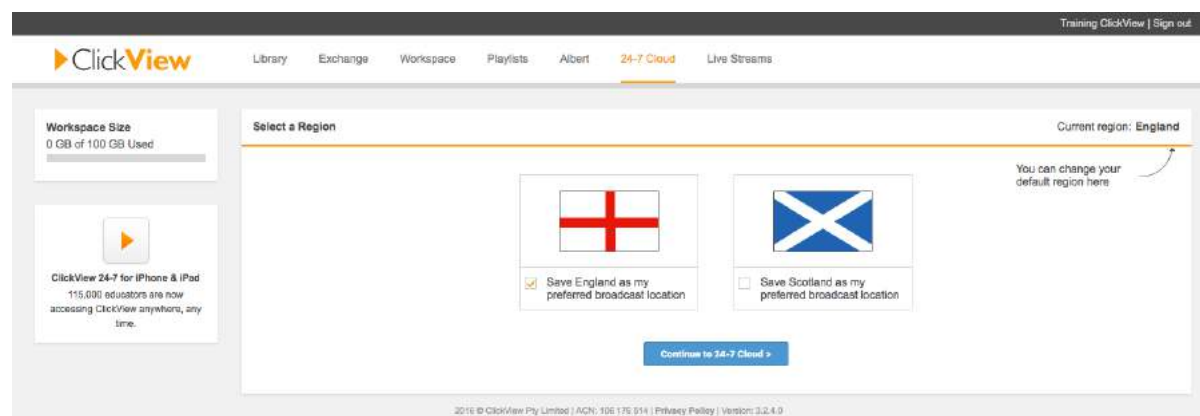 Training ClickView | Sign out
ClickView
Library Exchange Workspace Playlists Albert 24-7 Cloud Live Streams
Workspace Size
0 GB of 100 GB Used
Select a Region
Current region: England
You can change your
default region here
Save England as my
preferred broadcast location
Save Scotland as my
preferred broadcast location
Continue to 24-7 Cloud >
ClickView 24-7 for iPhone & iPad
115,000 educators are now
accessing ClickView anywhere, any
time.
2016 © ClickView Pty Limited | ACN: 106 176 514 | Privacy Policy | Version: 3.2.4.0